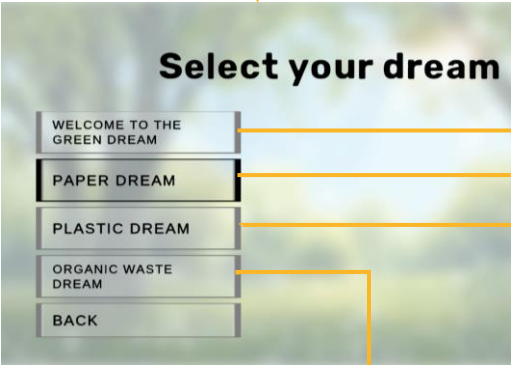 Select your dream
WELCOME TO THE
GREEN DREAM
PAPER DREAM
PLASTIC DREAM
ORGANIC WASTE
DREAM
BACK